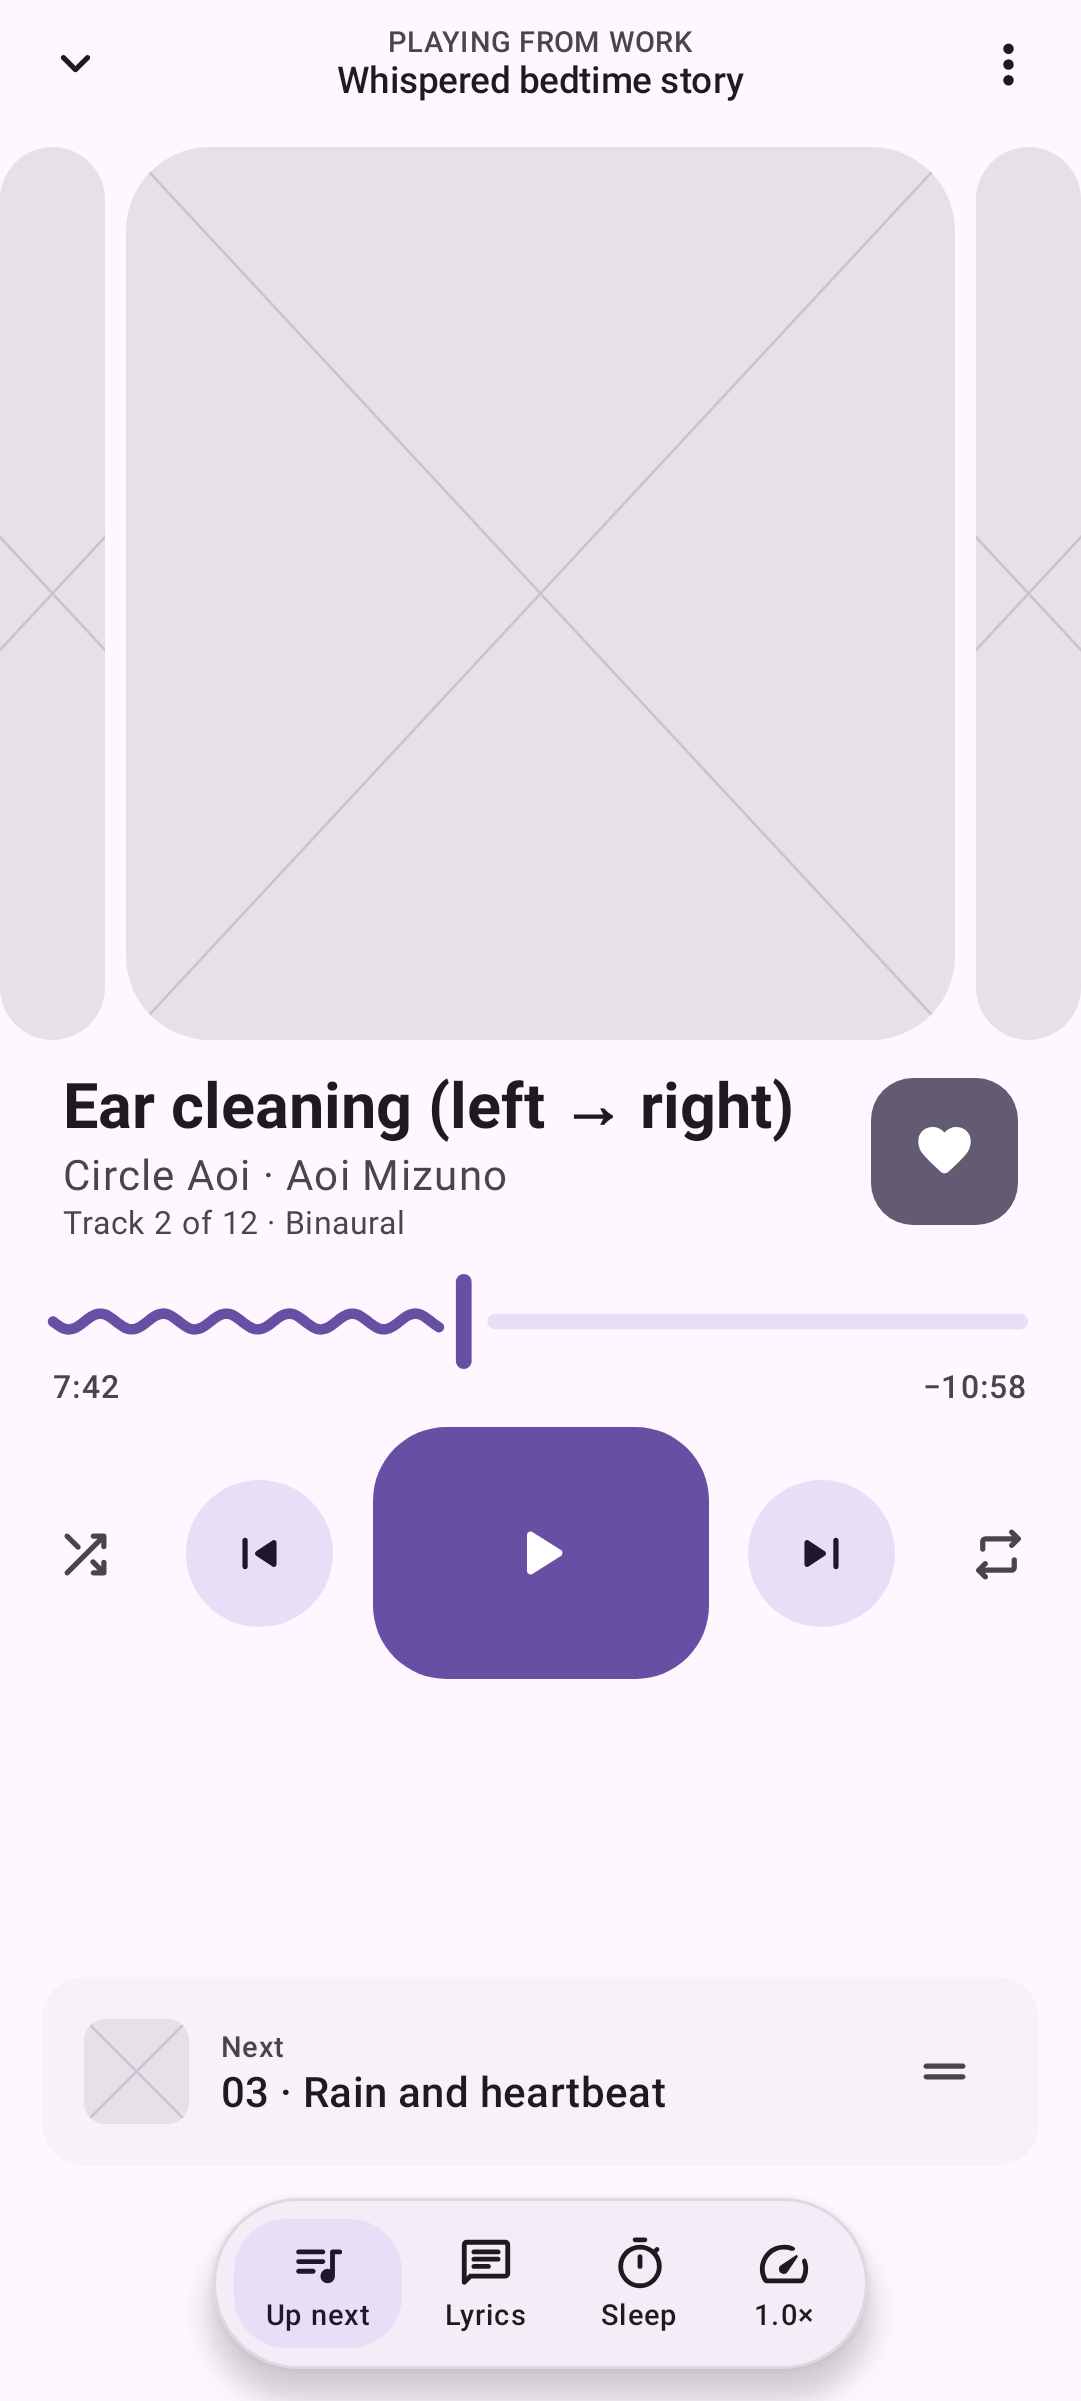 PLAYING FROM WORK
Whispered bedtime story
Ear cleaning (left → right)
Circle Aoi · Aoi Mizuno
Track 2 of 12 · Binaural
7:42
−10:58
Next
03 · Rain and heartbeat
Up next
Lyrics
Sleep
1.0×